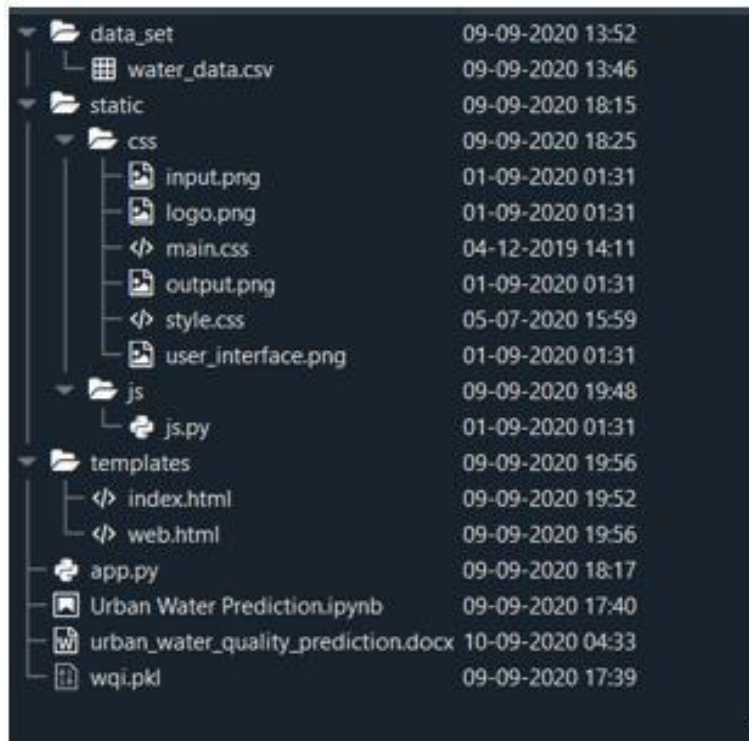 data_set 09-09-2020 13:52
water_data.csv 09-09-2020 13:46
static 09-09-2020 18:15
css 09-09-2020 18:25
input.png 01-09-2020 01:31
logo.png 01-09-2020 01:31
main.css 04-12-2019 14:11
output.png 01-09-2020 01:31
style.css 05-07-2020 15:59
user_interface.png 01-09-2020 01:31
js 09-09-2020 19:48
js.py 01-09-2020 01:31
templates 09-09-2020 19:56
index.html 09-09-2020 19:52
web.html 09-09-2020 19:56
app.py 09-09-2020 18:17
Urban Water Prediction.ipynb 09-09-2020 17:40
urban_water_quality_prediction.docx 10-09-2020 04:33
wqi.pkl 09-09-2020 17:39